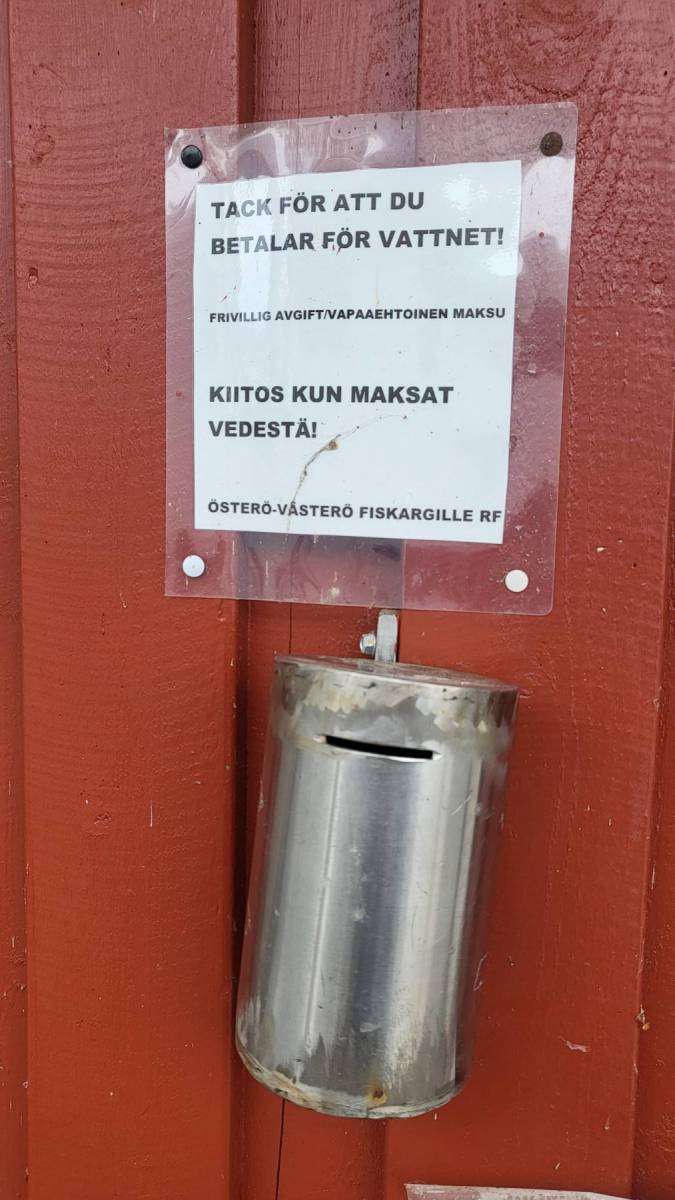 TACK FÖR ATT DU
BETALAR FÖR VATTNET!
FRIVILLIG AVGIFT/VAPAAEHTOINEN MAKSU
KIITOS KUN MAKSAT
VEDESTÄ!
ÖSTERÖ-VÄSTERÖ FISKARGILLE RF